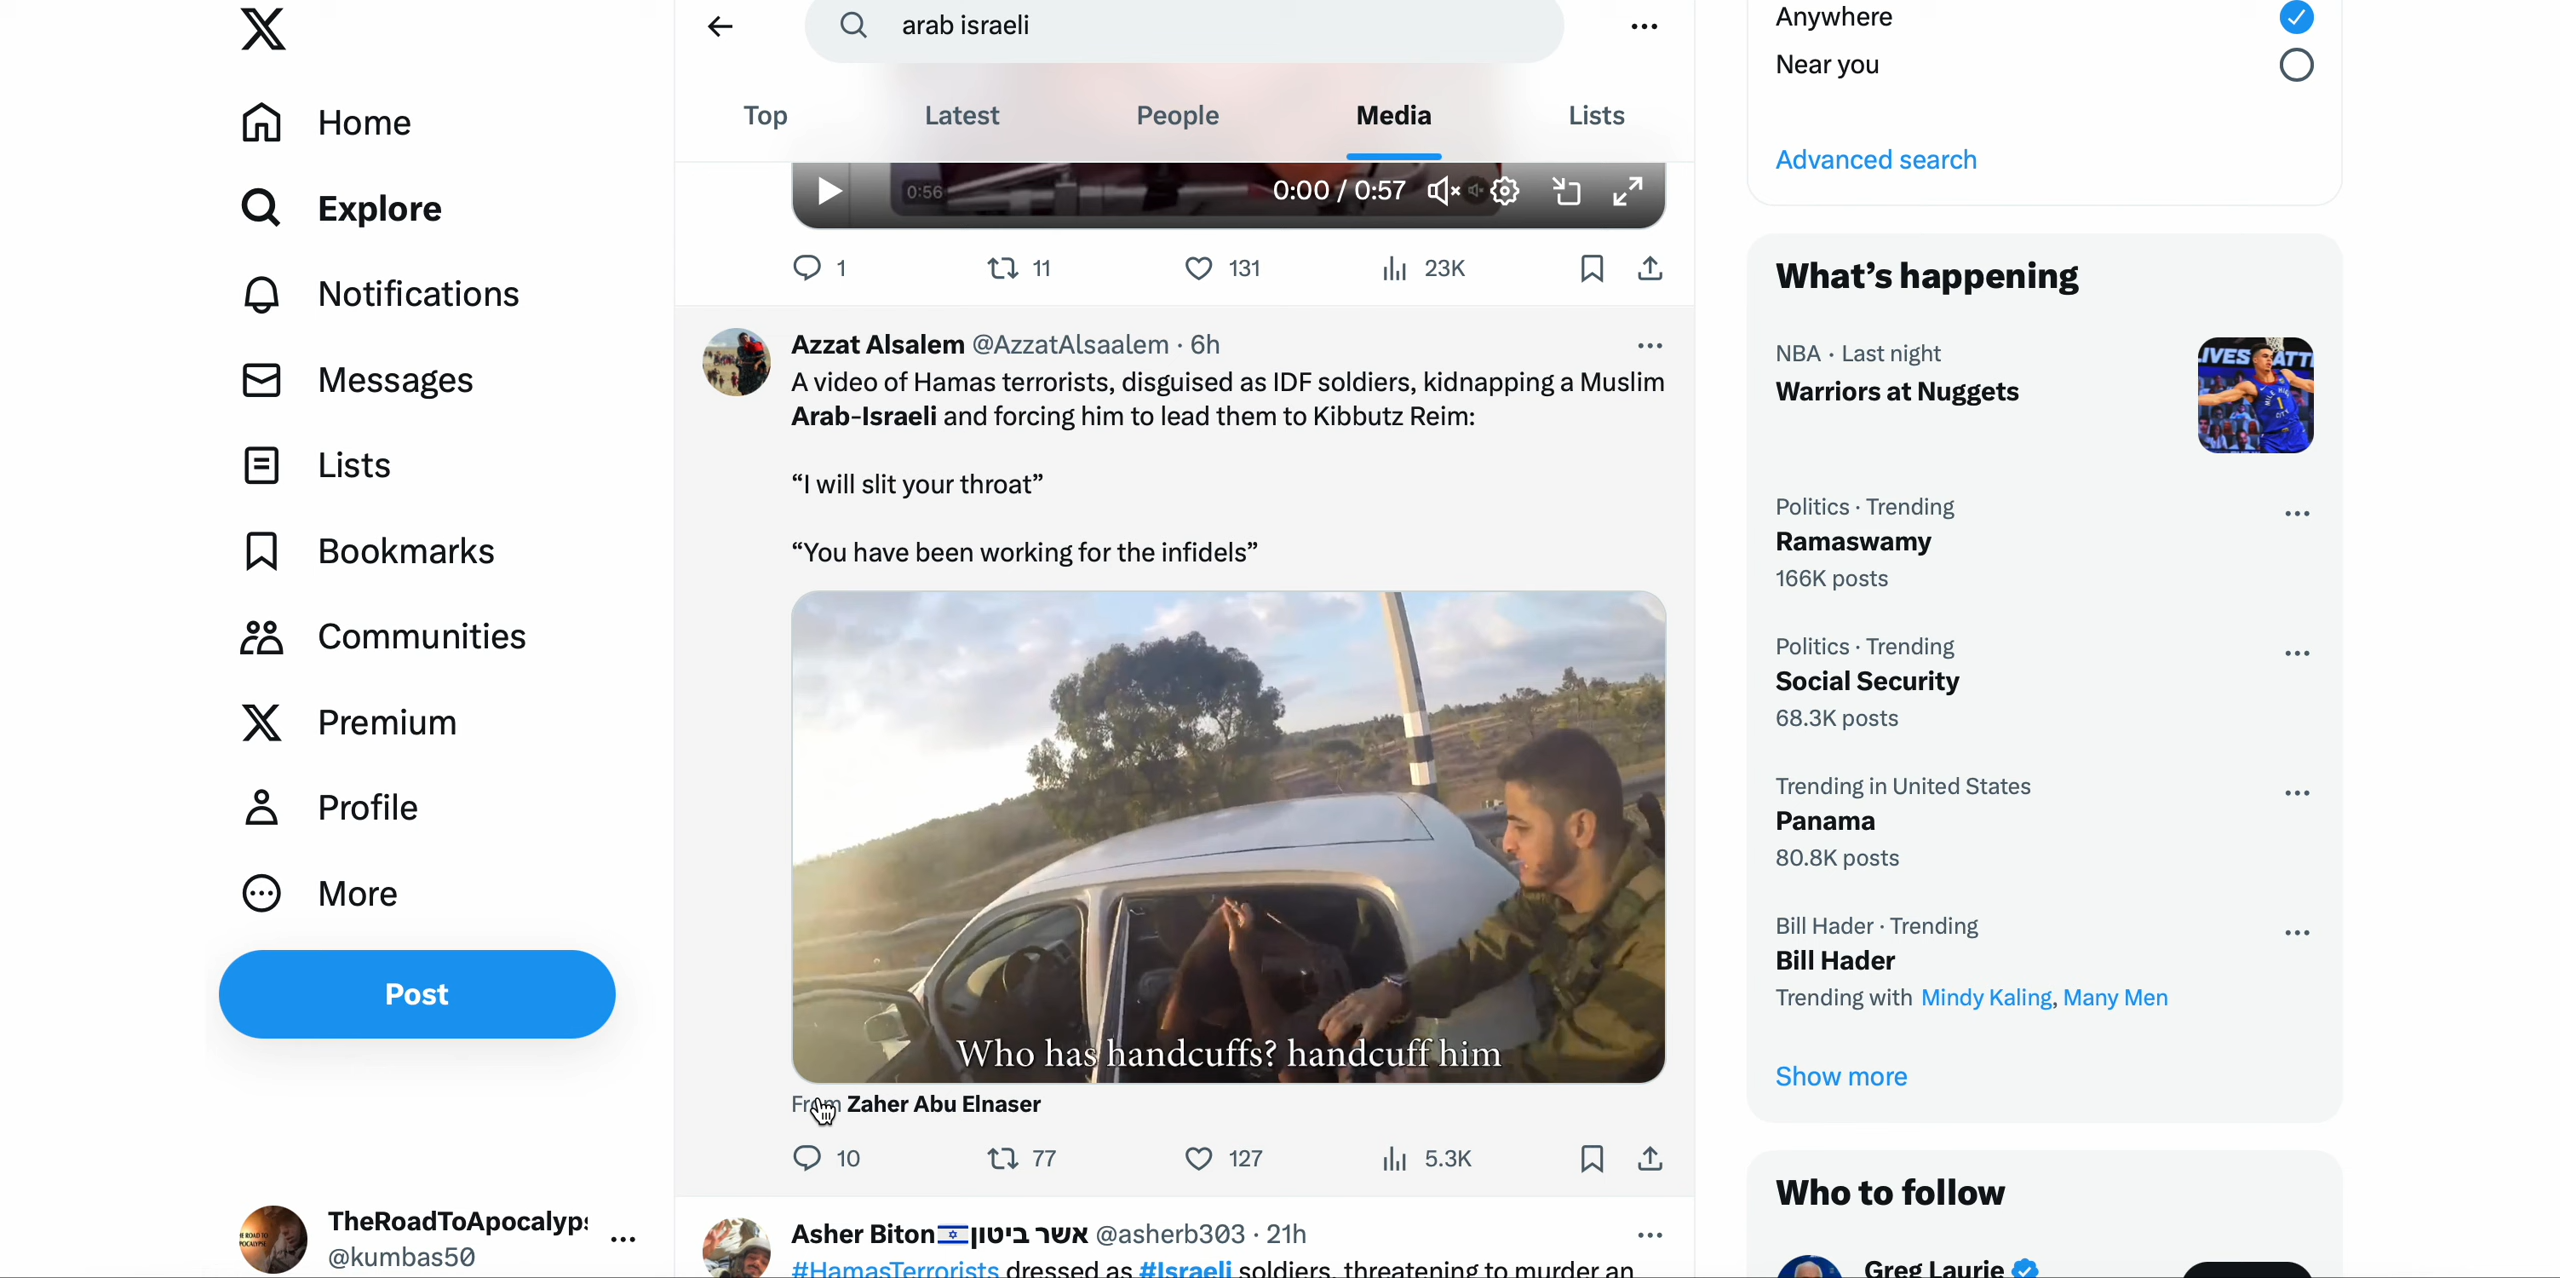 arab israeli
Anywhere
Near you
Advanced search
Home
Explore
Notifications
Messages
Lists
Bookmarks
Communities
Premium
Profile
More
Post
TheRoadToApocalyp
@kumbas50
Top Latest People Media Lists
0:56
0:00 / 0:57
1 11 131 23K
Azzat Alsalem @AzzatAlsaalem · 6h
A video of Hamas terrorists, disguised as IDF soldiers, kidnapping a Muslim
Arab-Israeli and forcing him to lead them to Kibbutz Reim:
“I will slit your throat”
“You have been working for the infidels”
Who has handcuffs? handcuff him
From Zaher Abu Elnaser
10 77 127 5.3K
Asher Biton🇮🇱אשר ביטון @asherb303 · 21h
#HamasTerrorists dressed as #Israeli soldiers, threatening to murder an
What’s happening
NBA · Last night
Warriors at Nuggets
Politics · Trending
Ramaswamy
166K posts
Politics · Trending
Social Security
68.3K posts
Trending in United States
Panama
80.8K posts
Bill Hader · Trending
Bill Hader
Trending with Mindy Kaling, Many Men
Show more
Who to follow
Greg Laurie